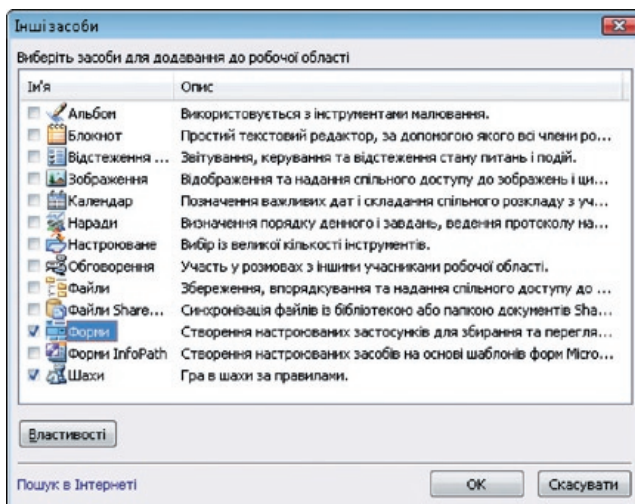 Інші засоби
Виберіть засоби для додавання до робочої області
Ім'я Опис
Альбом Використовується з інструментами малювання.
Блокнот Простий текстовий редактор, за допомогою якого всі члени ро...
Відстеження ... Звітування, керування та відстеження стану питань і подій.
Зображення Відображення та надання спільного доступу до зображень і ци...
Календар Позначення важливих дат і складання спільного розкладу з уч...
Наради Визначення порядку денного і завдань, ведення протоколу на...
Настроюване Вибір із великої кількості інструментів.
Обговорення Участь у розмовах з іншими учасниками робочої області.
Файли Збереження, впорядкування та надання спільного доступу до ...
Файли Share... Синхронізація файлів із бібліотекою або папкою документів Sha...
Форми Створення настроюваних застосунків для збирання та перегля...
Форми InfoPath Створення настроюваних засобів на основі шаблонів форм Micro...
Шахи Гра в шахи за правилами.
Властивості
Пошук в Інтернеті OK Скасувати